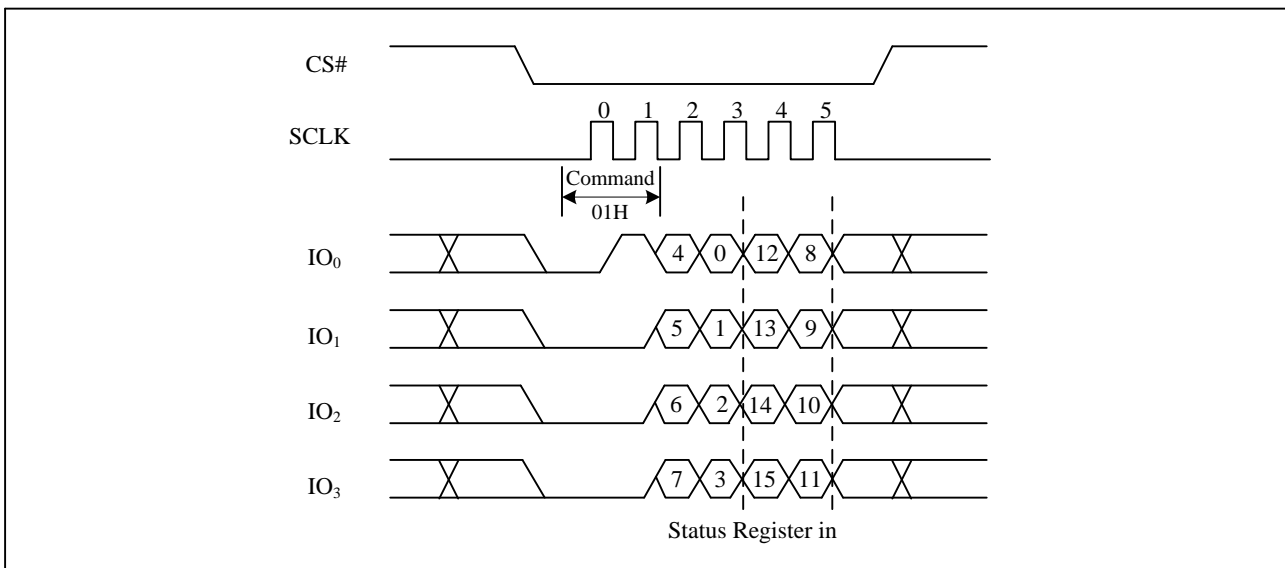 CS#
0 1 2 3 4 5
SCLK
Command
01H
IO₀ 4 0 12 8
IO₁ 5 1 13 9
IO₂ 6 2 14 10
IO₃ 7 3 15 11
Status Register in